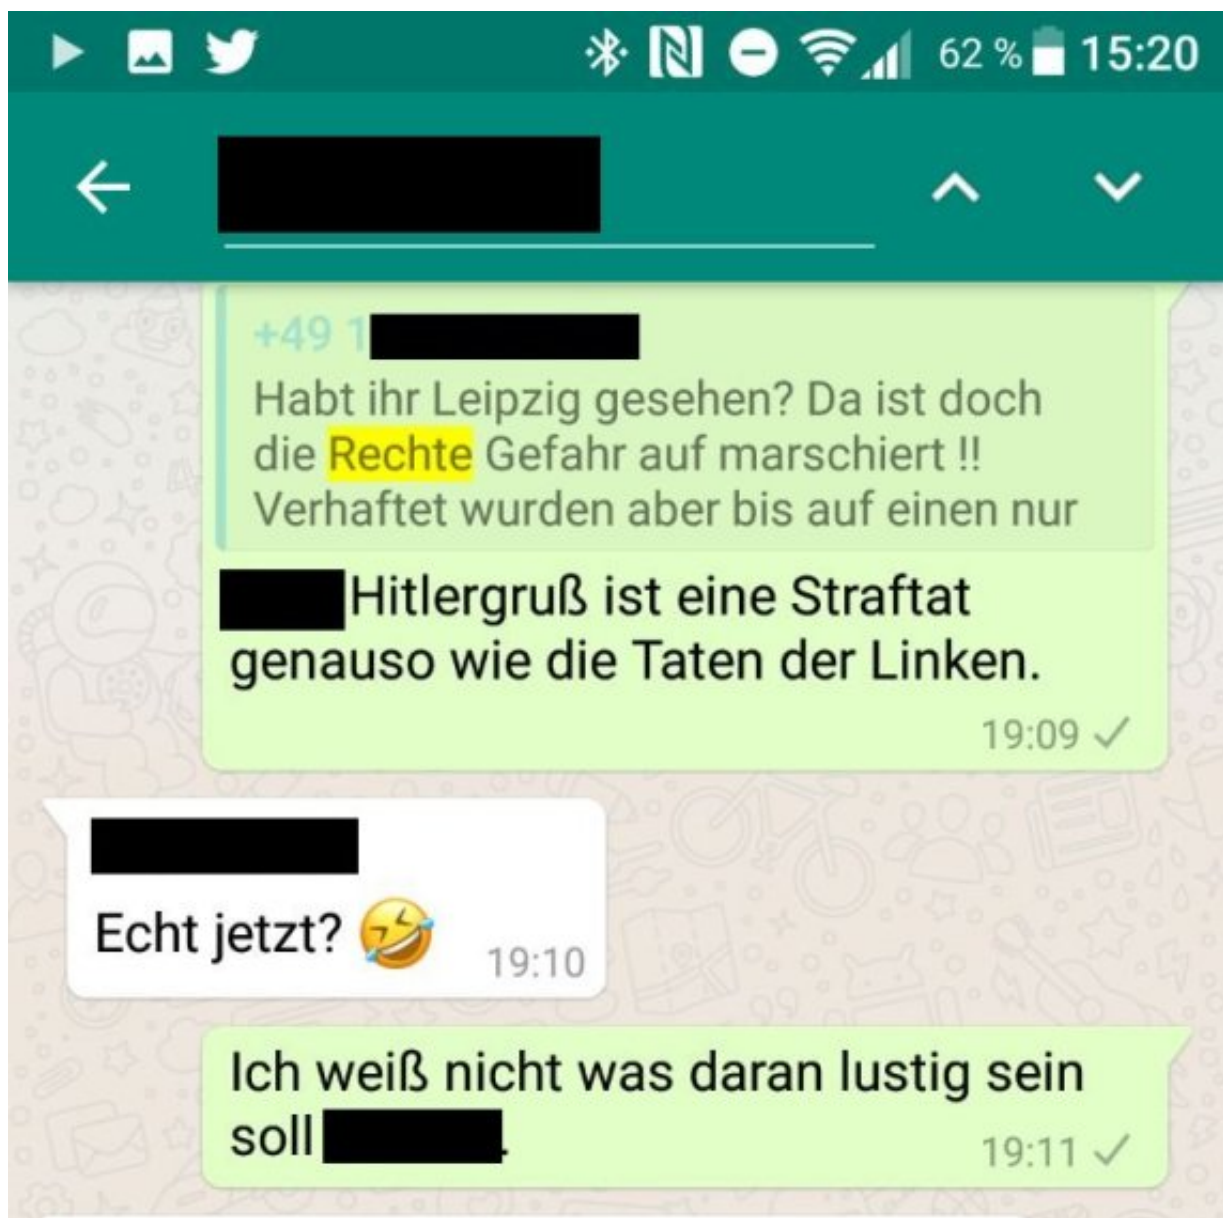 62 % 15:20
+49 1
Habt ihr Leipzig gesehen? Da ist doch
die Rechte Gefahr auf marschiert !!
Verhaftet wurden aber bis auf einen nur
Hitlergruß ist eine Straftat
genauso wie die Taten der Linken.
19:09
Echt jetzt? 🤣
19:10
Ich weiß nicht was daran lustig sein
soll .
19:11